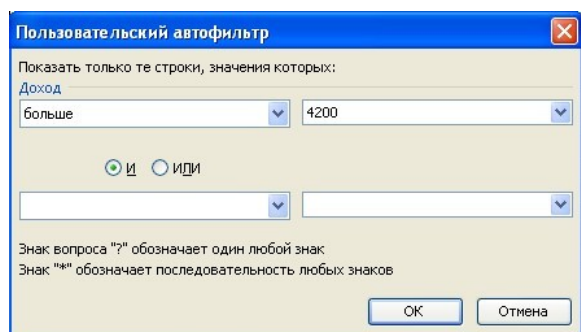 Пользовательский автофильтр
Показать только те строки, значения которых:
Доход
больше 4200
И ИЛИ
Знак вопроса "?" обозначает один любой знак
Знак "*" обозначает последовательность любых знаков
ОК Отмена